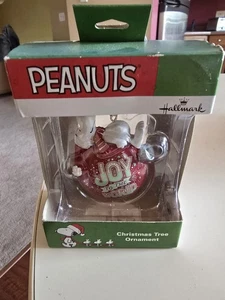 PEANUTS
Hallmark
JOY
Christmas Tree
Ornament